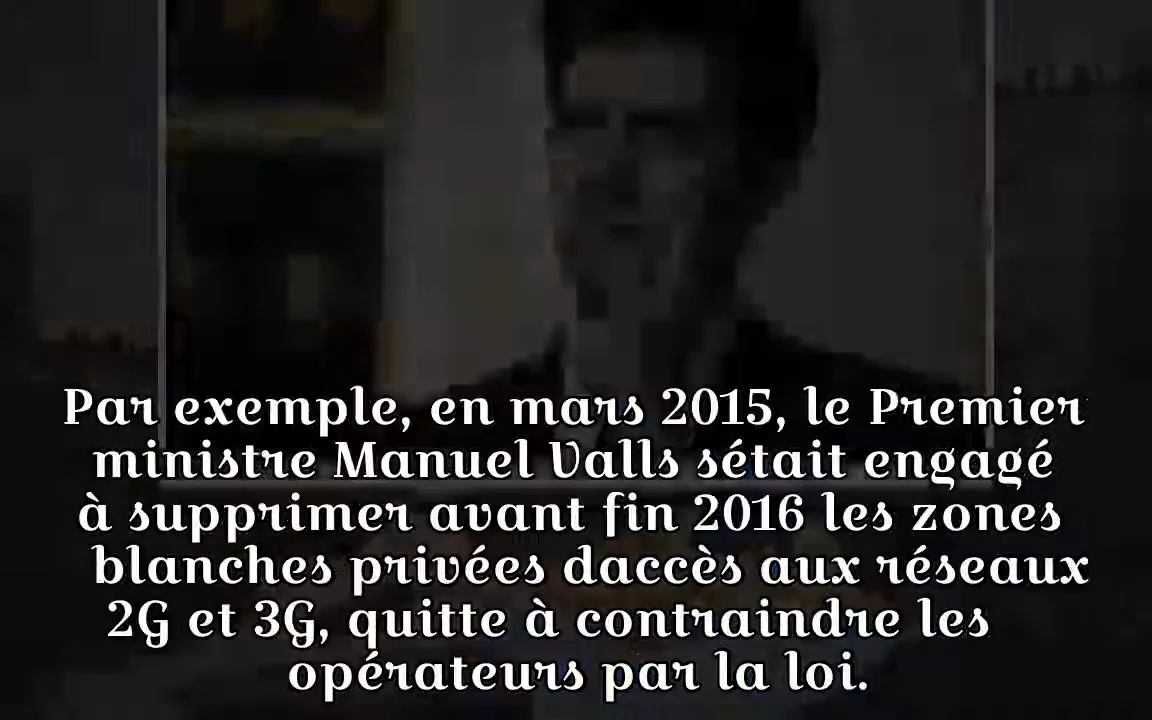 Par exemple, en mars 2015, le Premier
ministre Manuel Valls sétait engagé
à supprimer avant fin 2016 les zones
blanches privées daccès aux réseaux
2G et 3G, quitte à contraindre les
opérateurs par la loi.